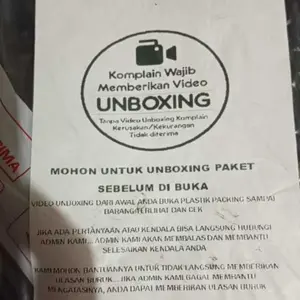 Komplain Wajib
Memberikan Video
UNBOXING
Tanpa Video Unboxing Komplain
Kerusakan/Kekurangan
Tidak diterima
MOHON UNTUK UNBOXING PAKET
SEBELUM DI BUKA
VIDEO UNBOXING DARI AWAL ANDA BUKA PLASTIK PACKING SAMPAI
BARANG TERLIHAT DAN CEK
JIKA ADA PERTANYAAN ATAU KENDALA BISA LANGSUNG HUBUNGI
ADMIN KAMI... ADMIN KAMI AKAN MEMBALAS DAN MEMBANTU
SELESAIKAN KENDALA ANDA
KAMI MOHON BANTUANNYA UNTUK TIDAK LANGSUNG MEMBERIKAN
ULASAN BURUK... JIKA ADMIN KAMI GAGAL MEMBANTU
MENGATASINYA, ANDA DAPAT MEMBERIKAN ULASAN BURUK